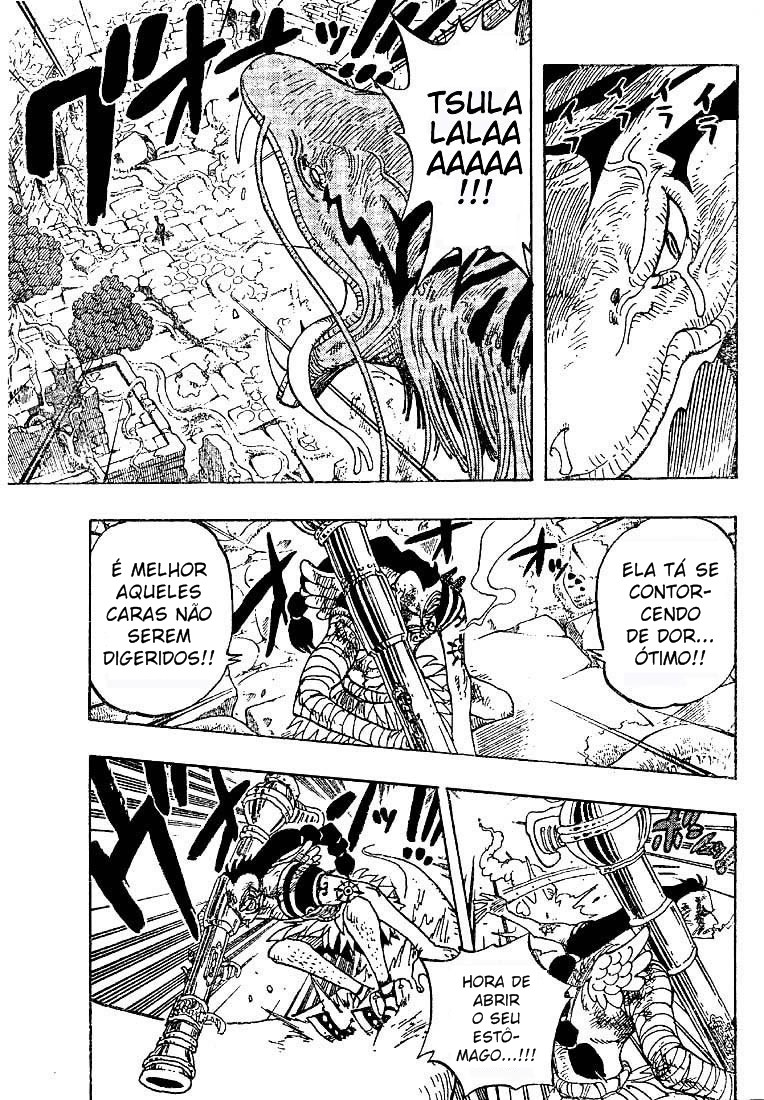 TSULA
LALAA
AAAAA
!!!
ELA TÁ SE
CONTOR-
CENDO
DE DOR...
ÓTIMO!!
É MELHOR
AQUELES
CARAS NÃO
SEREM
DIGERIDOS!!
HORA DE
ABRIR
O SEU
ESTÔ-
MAGO...!!!